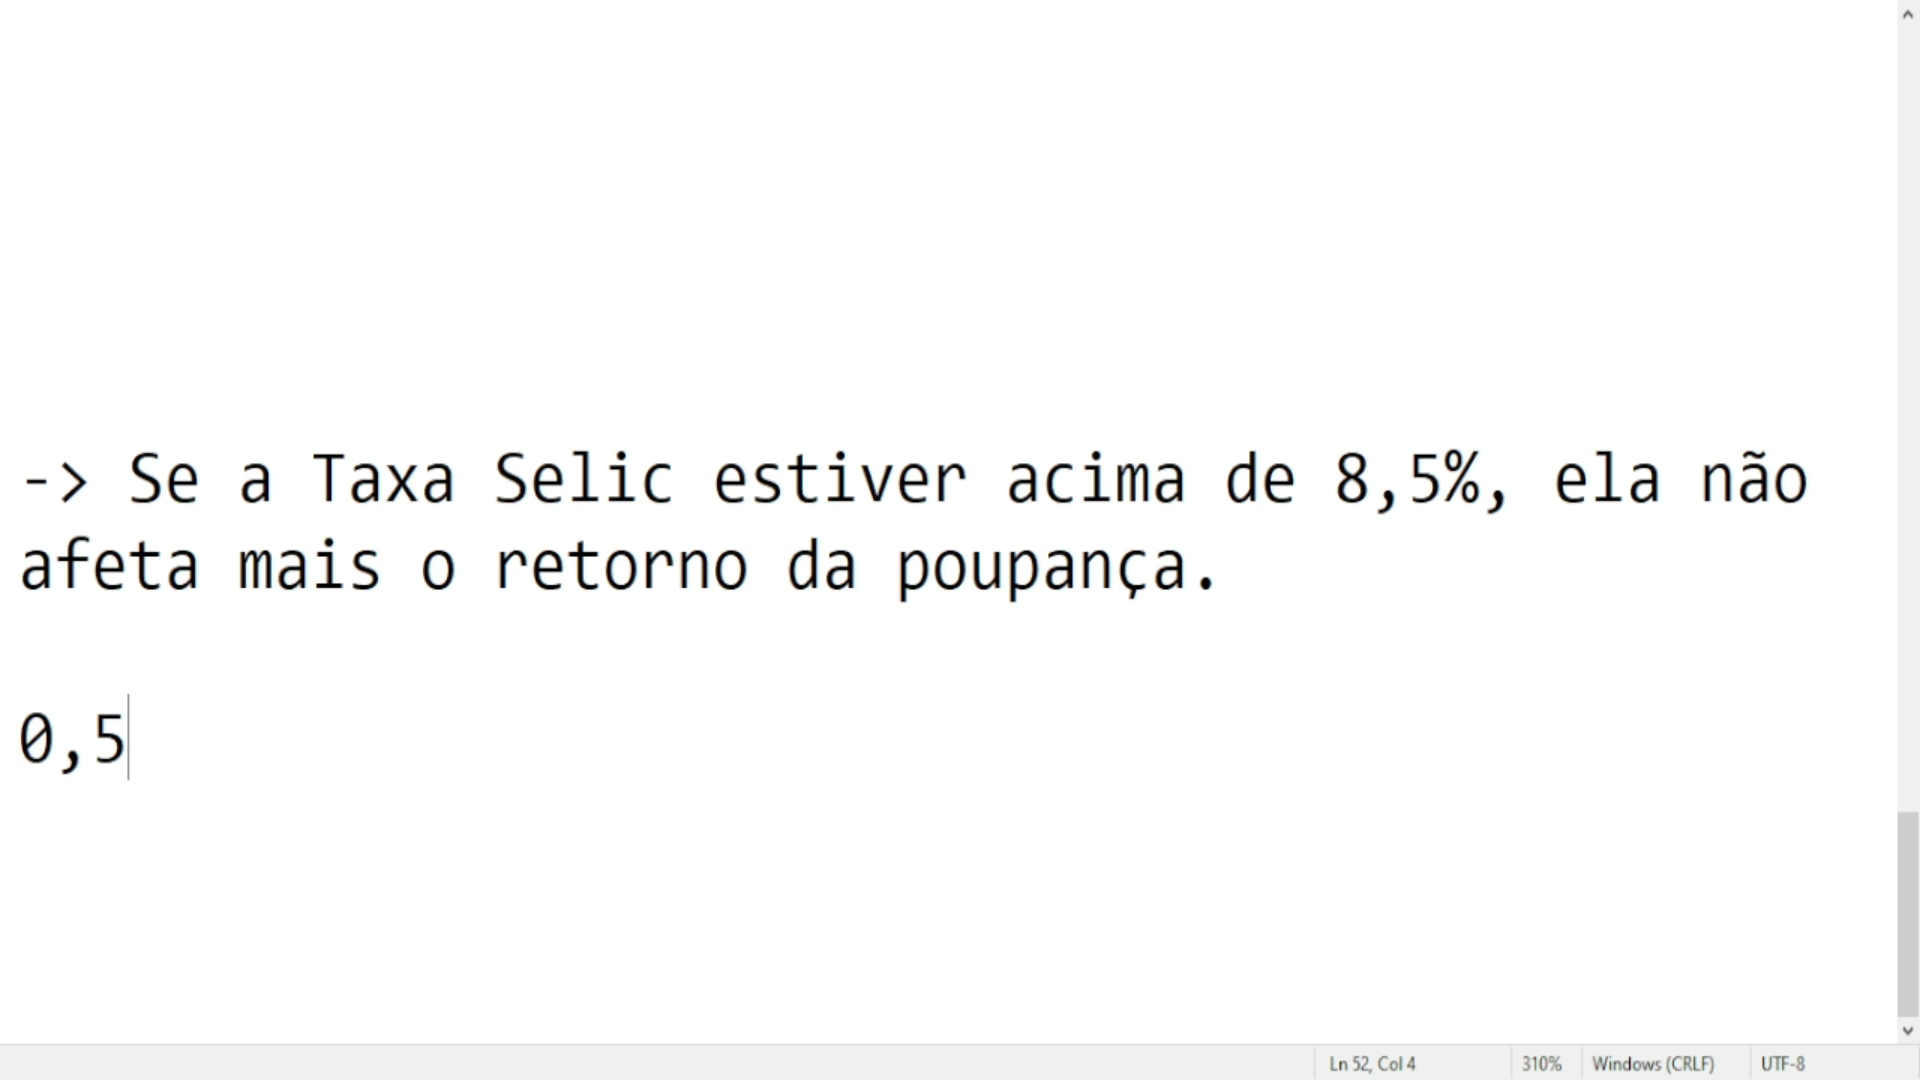 -> Se a Taxa Selic estiver acima de 8,5%, ela não
afeta mais o retorno da poupança.
0,5
Ln 52, Col 4 310% Windows (CRLF) UTF-8